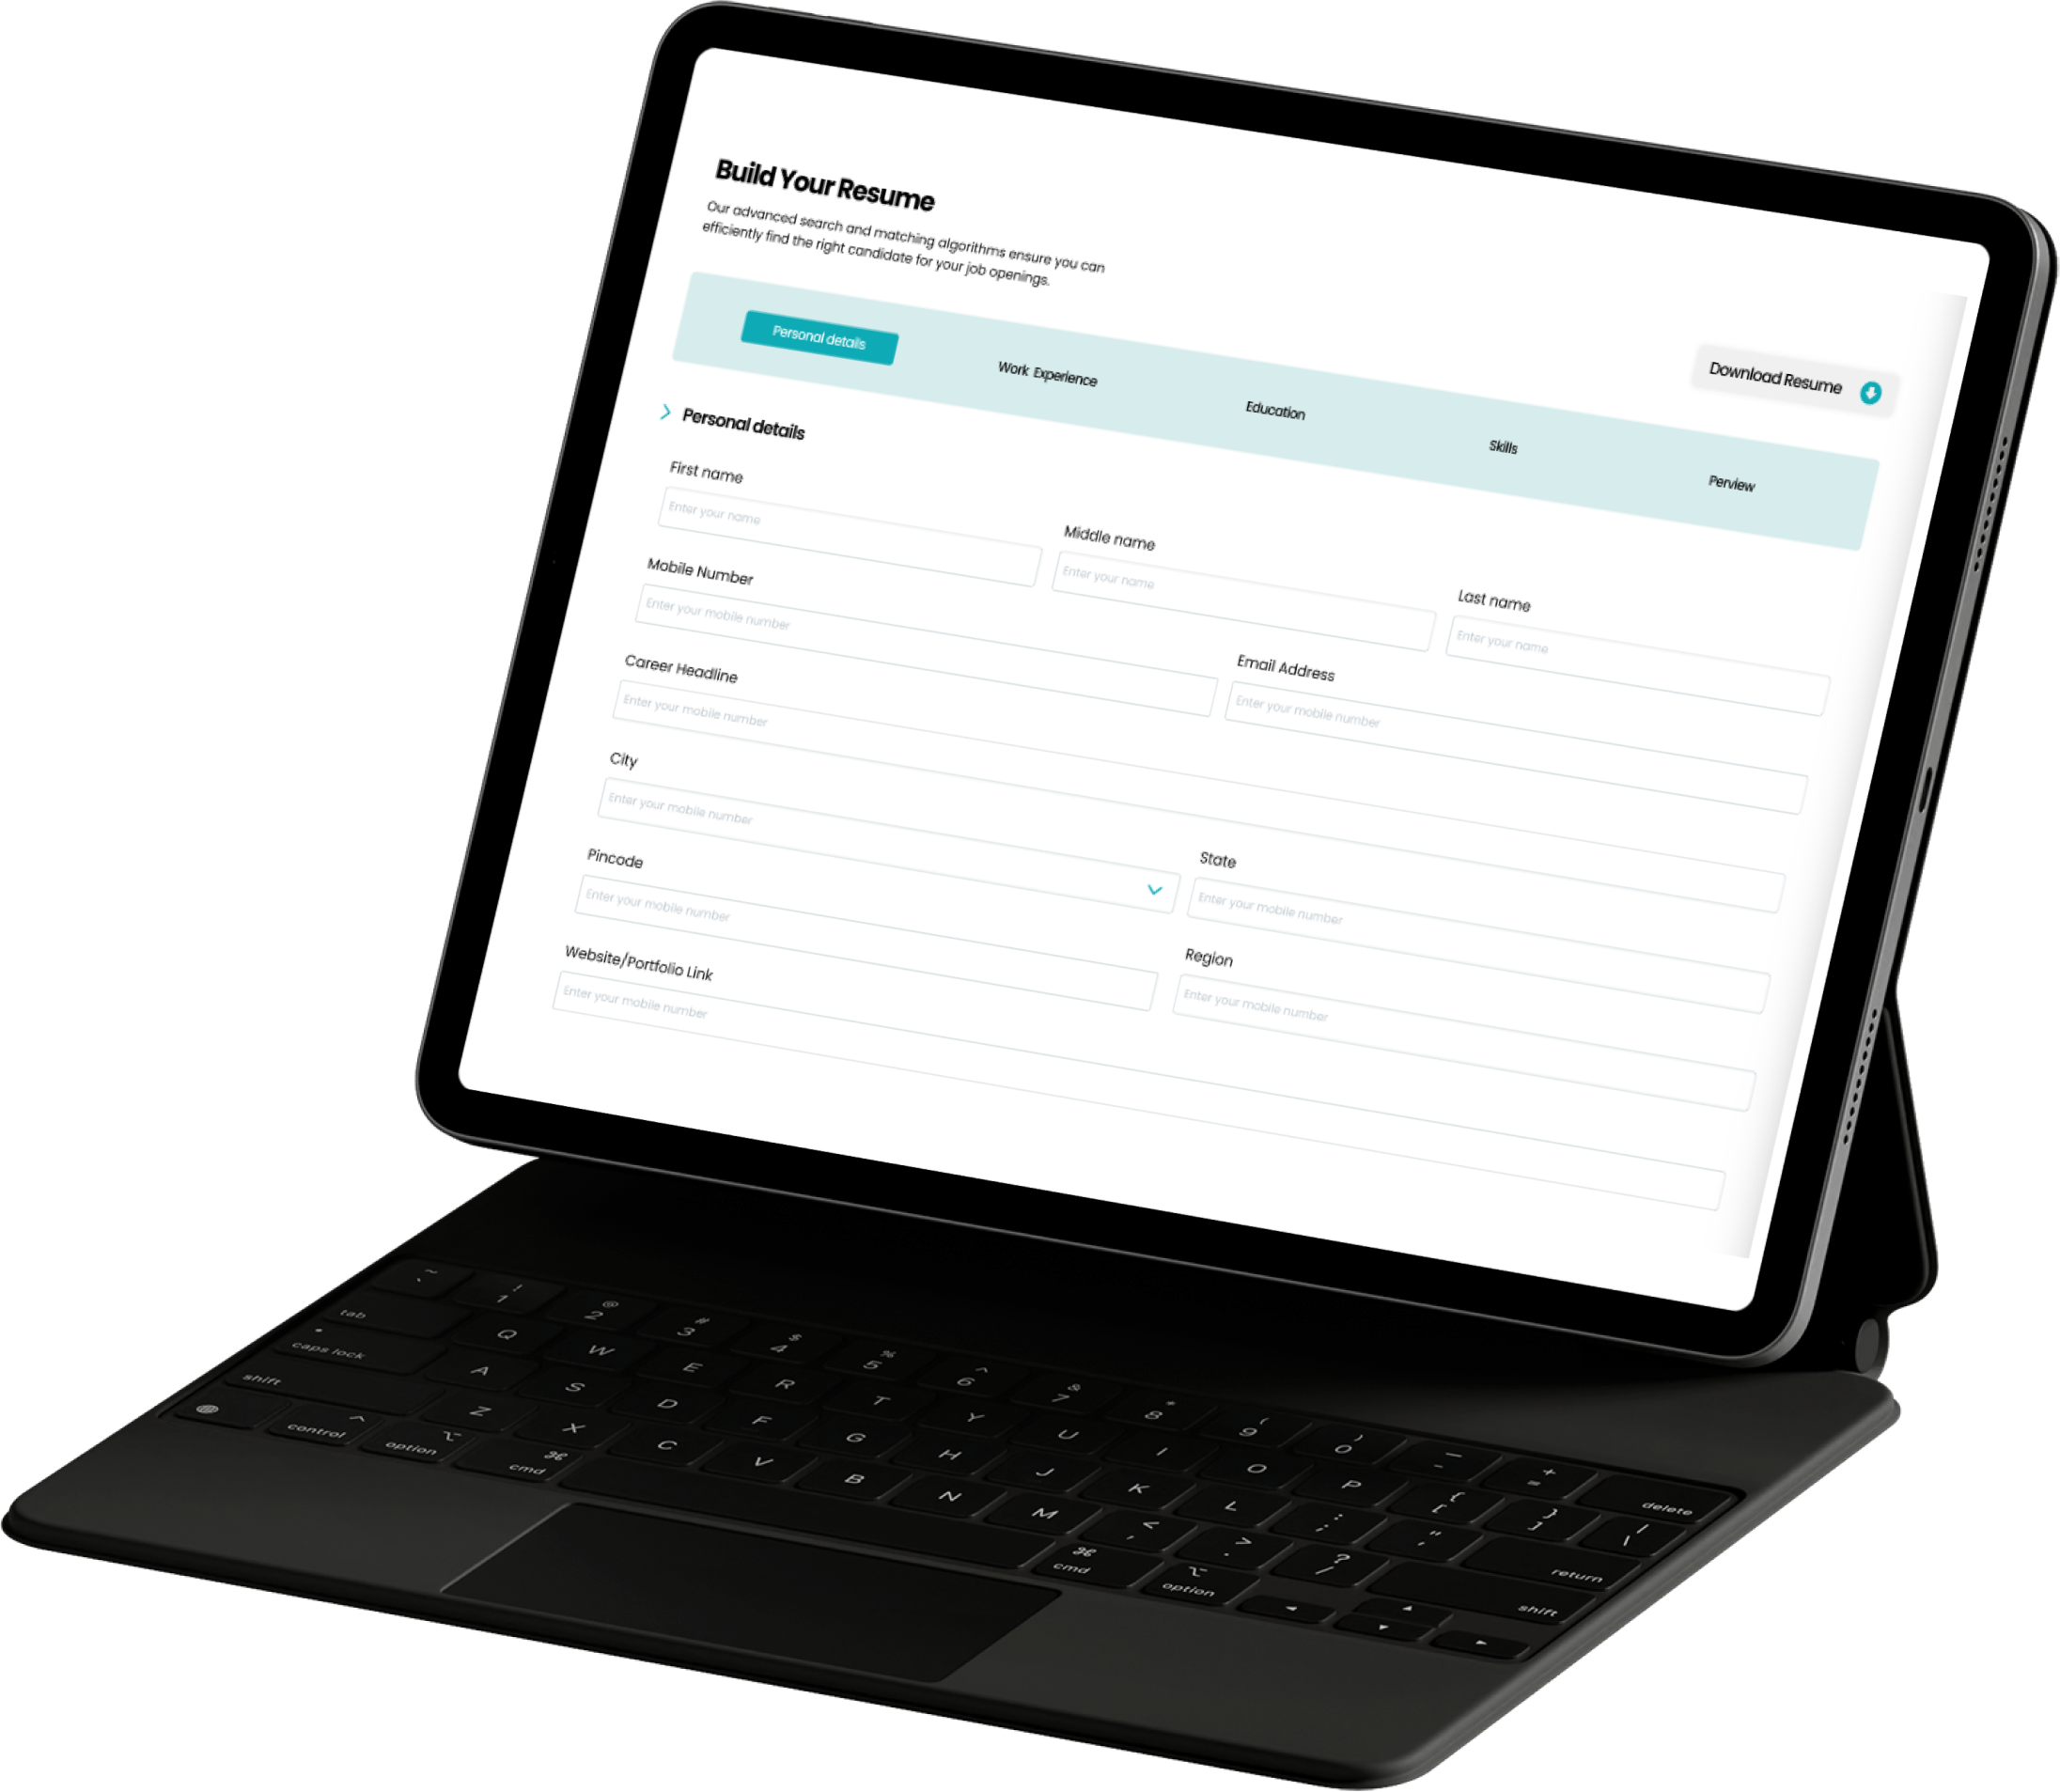 Build Your Resume
Our advanced search and matching algorithms ensure you can
efficiently find the right candidate for your job openings.
Download Resume
Personal details
Work Experience
Education
Skills
Perview
Personal details
First name
Enter your name
Middle name
Enter your name
Last name
Enter your name
Mobile Number
Enter your mobile number
Email Address
Enter your mobile number
Career Headline
Enter your mobile number
City
Enter your mobile number
State
Enter your mobile number
Pincode
Enter your mobile number
Region
Enter your mobile number
Website/Portfolio Link
Enter your mobile number
~ `
! 1
@ 2
# 3
$ 4
% 5
^ 6
& 7
* 8
( 9
) 0
— -
+ =
delete
tab
Q W E R T Y U I O P { [ } ] | \
caps lock
A S D F G H J K L : ; " ' return
shift
Z X C V B N M < , > . ? / shift
control ^
option ⌥
cmd ⌘
cmd ⌘
option ⌥
◄ ▲ ▼ ►